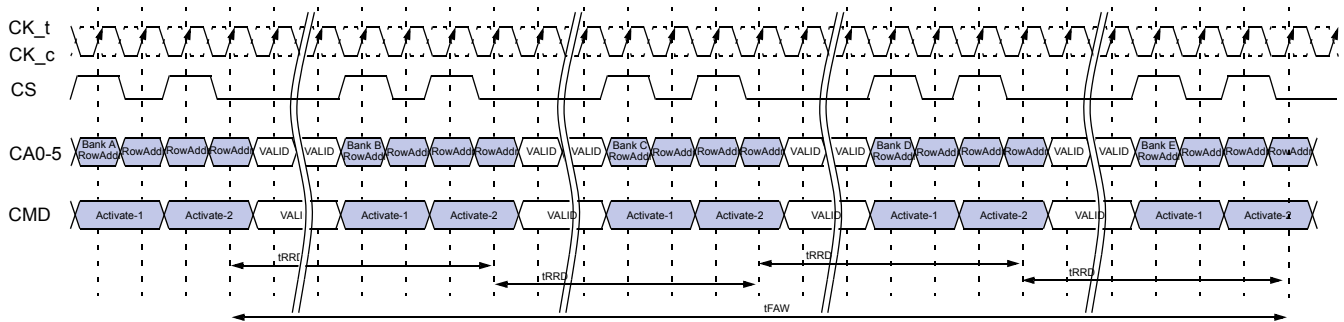 CK_t
CK_c
CS
CA0-5
Bank A RowAddr RowAddr RowAddr VALID VALID Bank B RowAddr RowAddr RowAddr RowAddr VALID VALID Bank C RowAddr RowAddr RowAddr RowAddr VALID VALID Bank D RowAddr RowAddr RowAddr RowAddr VALID VALID Bank E RowAddr RowAddr RowAddr RowAddr
CMD Activate-1 Activate-2 VALID Activate-1 Activate-2 VALID Activate-1 Activate-2 VALID Activate-1 Activate-2 VALID Activate-1 Activate-2
tRRD tRRD
tRRD tRRD
tFAW